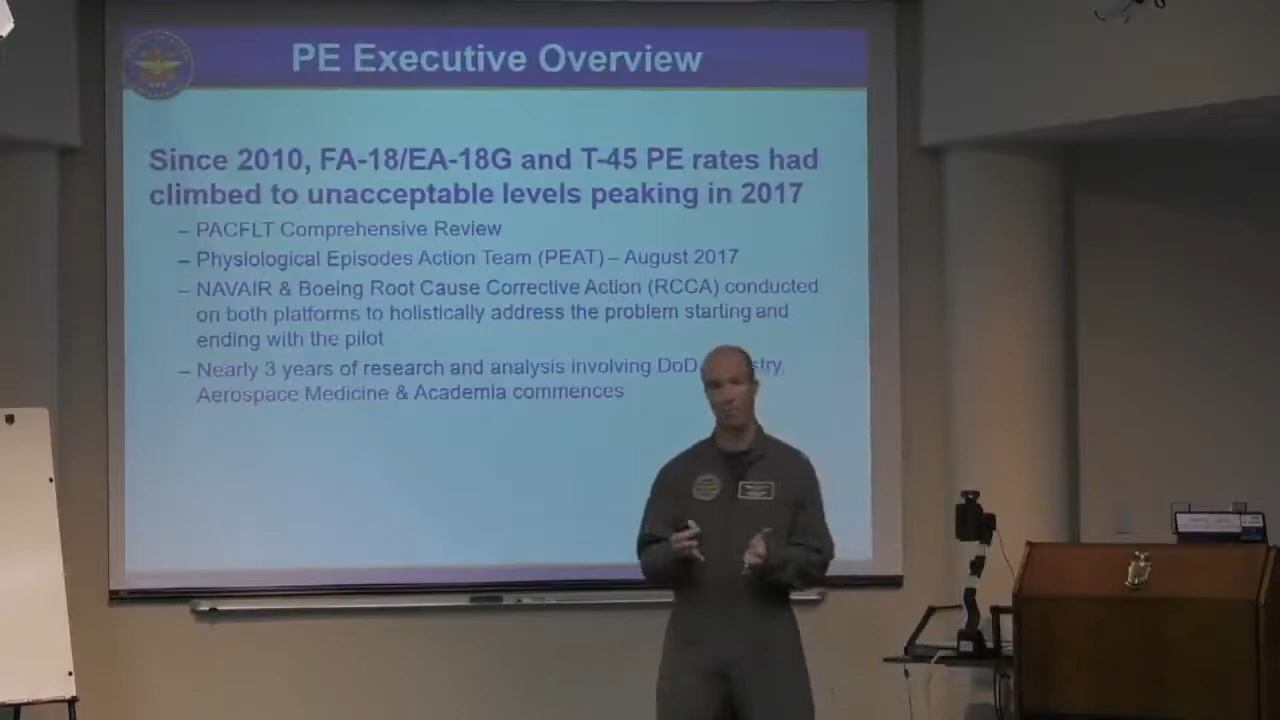 PE Executive Overview
Since 2010, FA-18/EA-18G and T-45 PE rates had
climbed to unacceptable levels peaking in 2017
– PACFLT Comprehensive Review
– Physiological Episodes Action Team (PEAT) – August 2017
– NAVAIR & Boeing Root Cause Corrective Action (RCCA) conducted
on both platforms to holistically address the problem starting and
ending with the pilot
– Nearly 3 years of research and analysis involving DoD
Aerospace Medicine & Academia commences